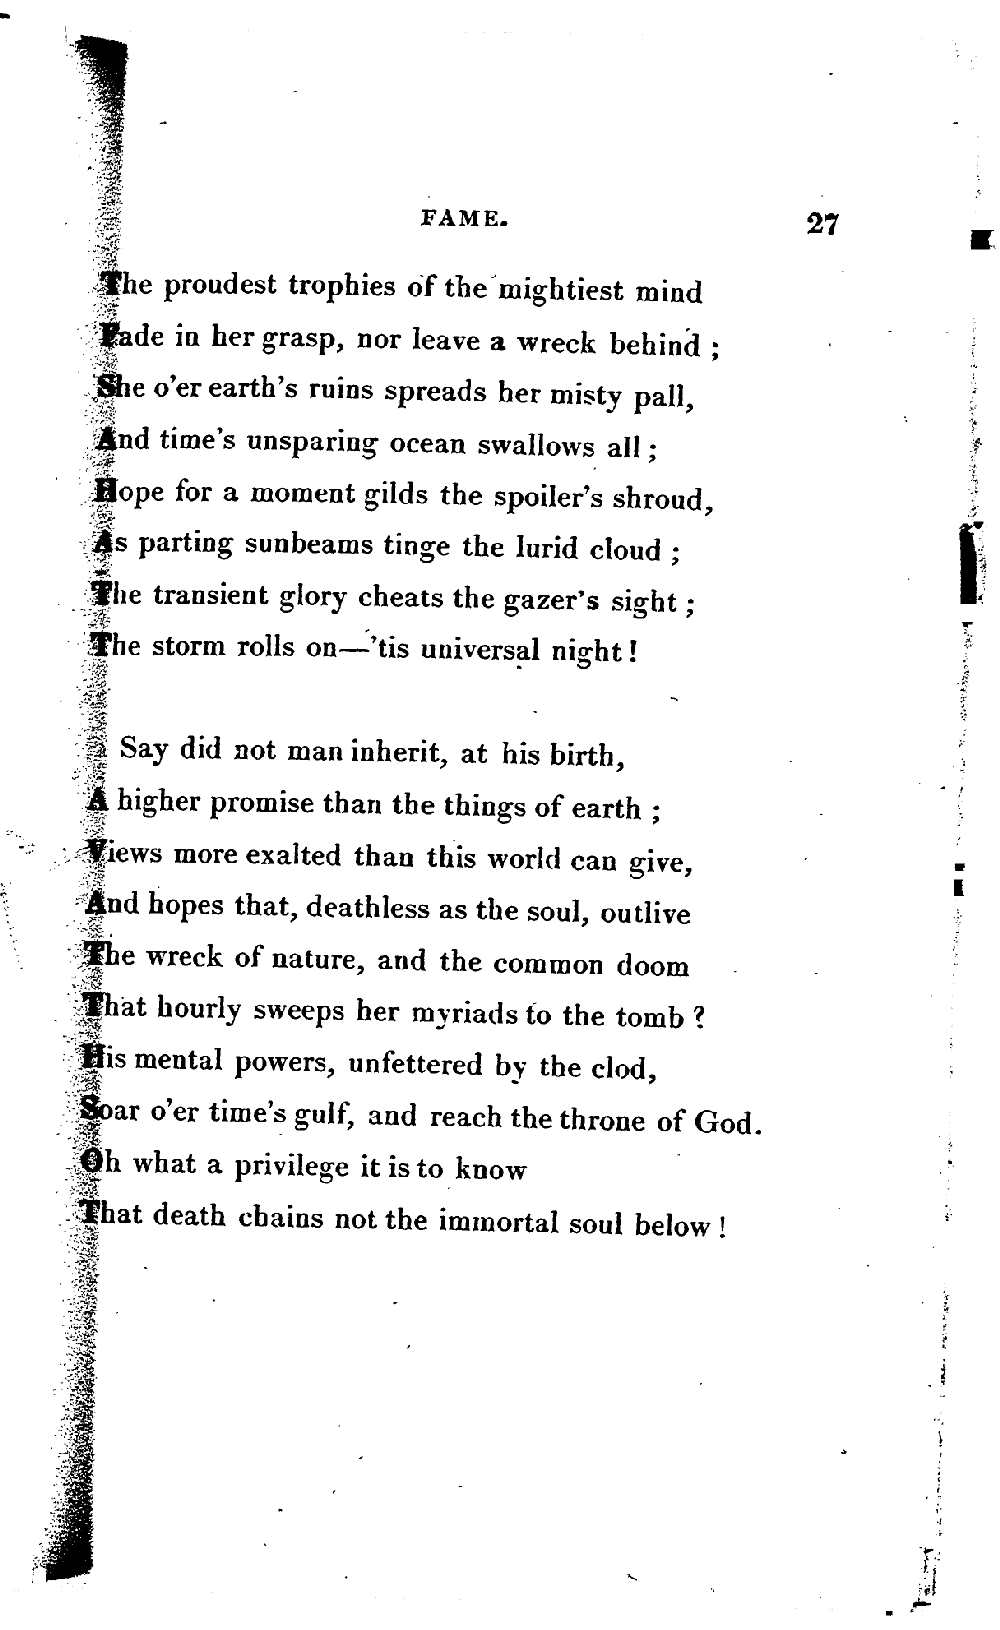 FAME. 27
The proudest trophies of the mightiest mind
Fade in her grasp, nor leave a wreck behind ;
She o'er earth's ruins spreads her misty pall,
And time's unsparing ocean swallows all ;
Hope for a moment gilds the spoiler's shroud,
As parting sunbeams tinge the lurid cloud ;
The transient glory cheats the gazer's sight ;
The storm rolls on—'tis universal night !
Say did not man inherit, at his birth,
A higher promise than the things of earth ;
Views more exalted than this world can give,
And hopes that, deathless as the soul, outlive
The wreck of nature, and the common doom
That hourly sweeps her myriads to the tomb ?
His mental powers, unfettered by the clod,
Soar o'er time's gulf, and reach the throne of God.
Oh what a privilege it is to know
That death chains not the immortal soul below !